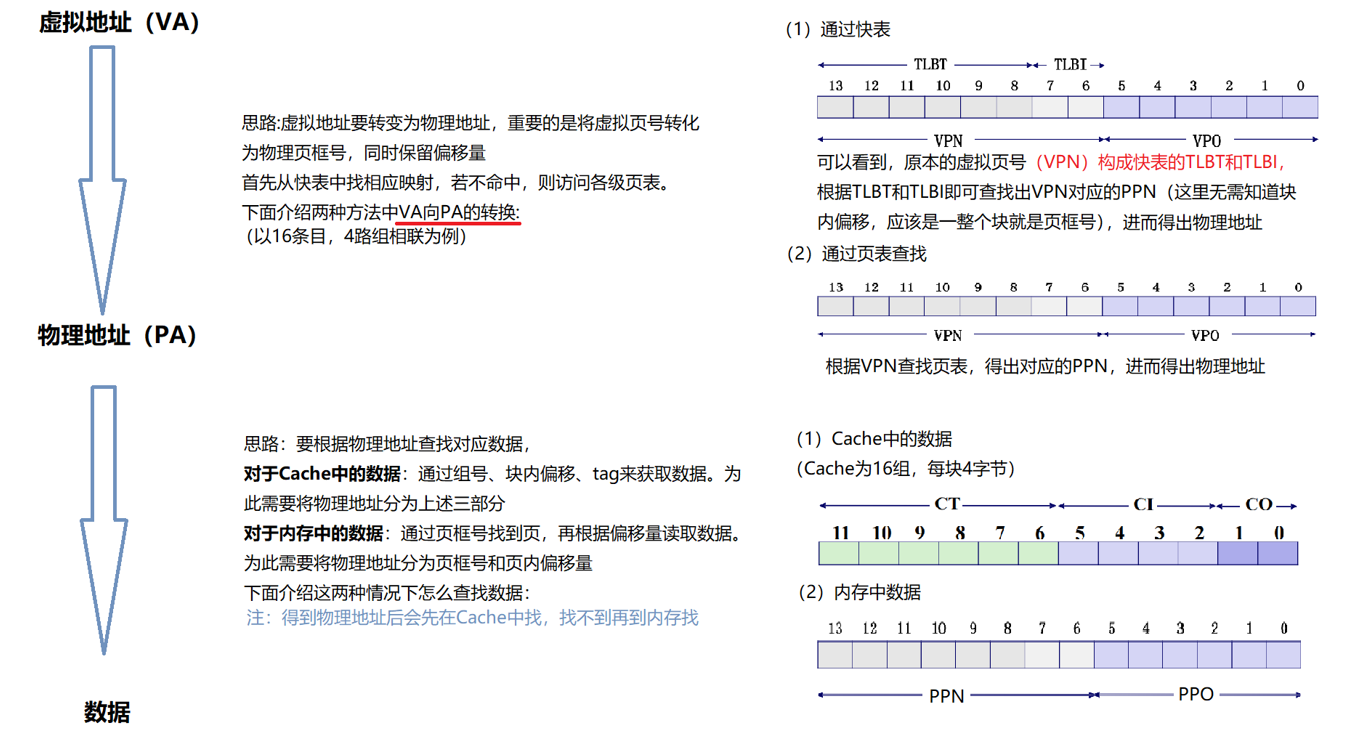 虚拟地址（VA）
思路:虚拟地址要转变为物理地址，重要的是将虚拟页号转化
为物理页框号，同时保留偏移量
首先从快表中找相应映射，若不命中，则访问各级页表。
下面介绍两种方法中VA向PA的转换:
（以16条目，4路组相联为例）
（1）通过快表
TLBT TLBI
13 12 11 10 9 8 7 6 5 4 3 2 1 0
VPN VPO
可以看到，原本的虚拟页号（VPN）构成快表的TLBT和TLBI，
根据TLBT和TLBI即可查找出VPN对应的PPN（这里无需知道块
内偏移，应该是一整个块就是页框号），进而得出物理地址
（2）通过页表查找
13 12 11 10 9 8 7 6 5 4 3 2 1 0
VPN VPO
根据VPN查找页表，得出对应的PPN，进而得出物理地址
物理地址（PA）
思路：要根据物理地址查找对应数据，
对于Cache中的数据：通过组号、块内偏移、tag来获取数据。为
此需要将物理地址分为上述三部分
对于内存中的数据：通过页框号找到页，再根据偏移量读取数据。
为此需要将物理地址分为页框号和页内偏移量
下面介绍这两种情况下怎么查找数据：
注：得到物理地址后会先在Cache中找，找不到再到内存找
（1）Cache中的数据
（Cache为16组，每块4字节）
CT CI CO
11 10 9 8 7 6 5 4 3 2 1 0
（2）内存中数据
13 12 11 10 9 8 7 6 5 4 3 2 1 0
PPN PPO
数据